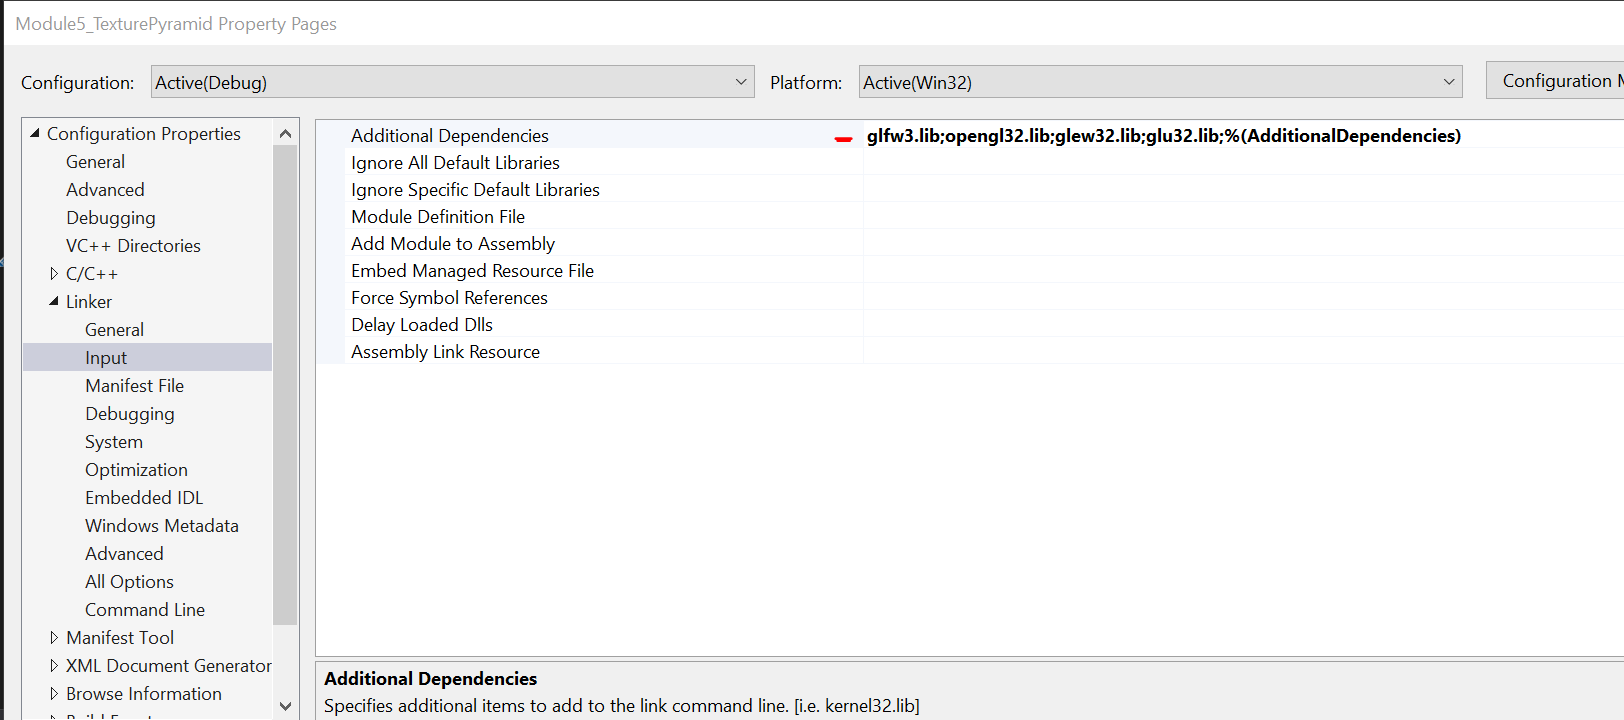 Module5_TexturePyramid Property Pages
Configuration: Active(Debug) Platform: Active(Win32) Configuration M
Configuration Properties
General
Advanced
Debugging
VC++ Directories
C/C++
Linker
General
Input
Manifest File
Debugging
System
Optimization
Embedded IDL
Windows Metadata
Advanced
All Options
Command Line
Manifest Tool
XML Document Generator
Browse Information
Additional Dependencies glfw3.lib;opengl32.lib;glew32.lib;glu32.lib;%(AdditionalDependencies)
Ignore All Default Libraries
Ignore Specific Default Libraries
Module Definition File
Add Module to Assembly
Embed Managed Resource File
Force Symbol References
Delay Loaded Dlls
Assembly Link Resource
Additional Dependencies
Specifies additional items to add to the link command line. [i.e. kernel32.lib]